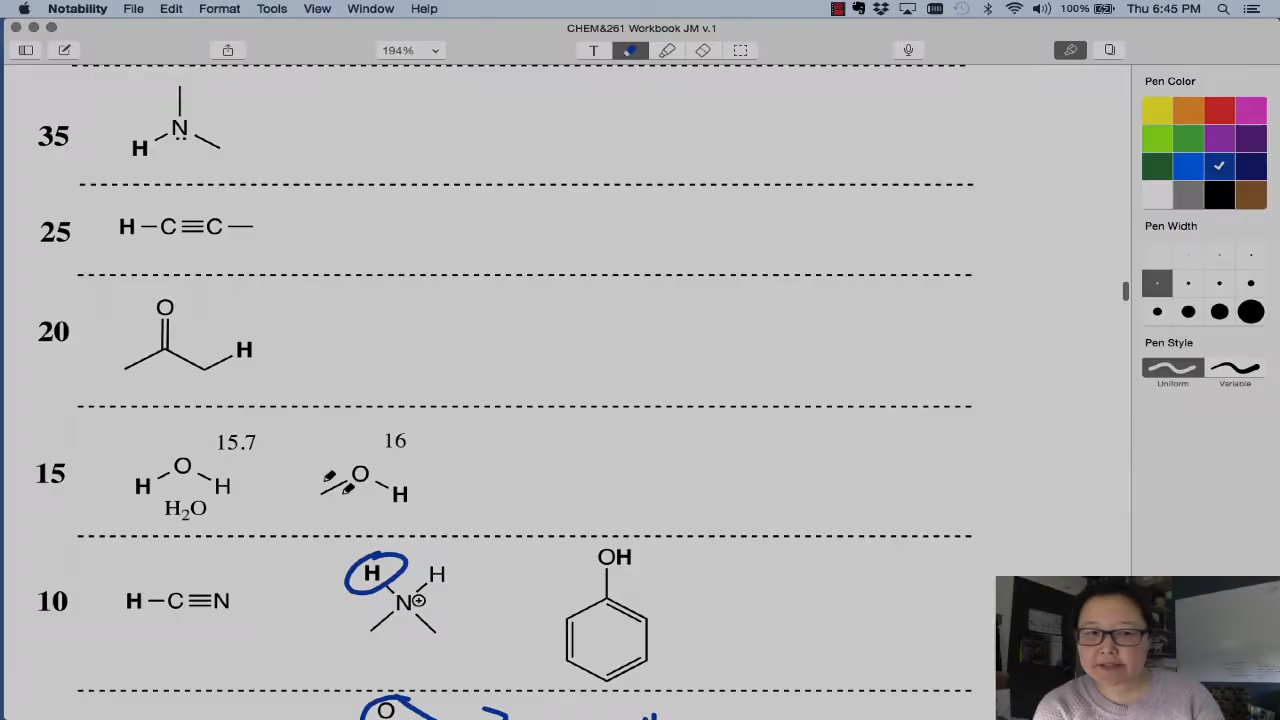 Notability File Edit Format Tools View Window Help 100% Thu 6:45 PM
CHEM&261 Workbook JM v.1
194% T
Pen Color
Pen Width
Pen Style
Uniform Variable
35 H N
25 H C C
20 O H
15 15.7 16
H O H O H
H2O
10 H C N H H N + OH
O